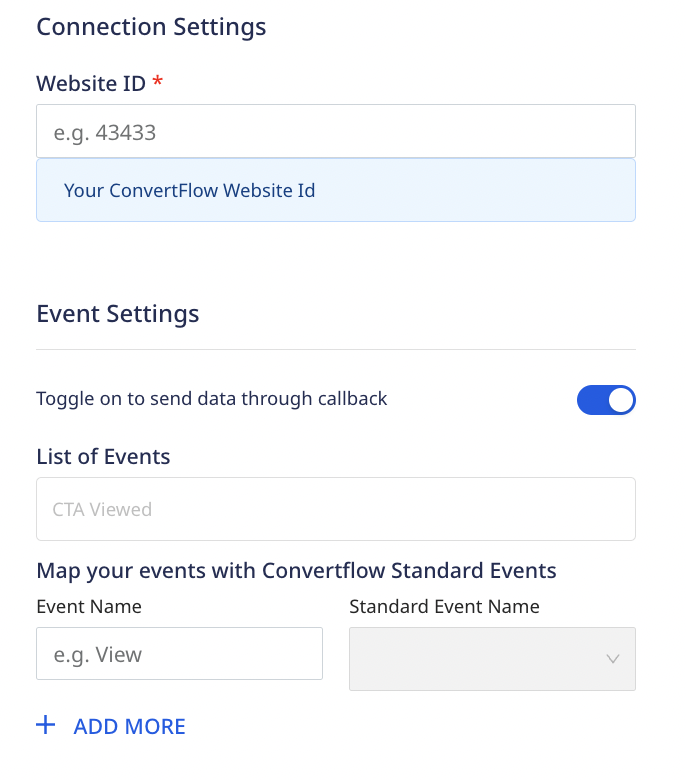 Connection Settings
Website ID *
e.g. 43433
Your ConvertFlow Website Id
Event Settings
Toggle on to send data through callback
List of Events
CTA Viewed
Map your events with Convertflow Standard Events
Event Name
Standard Event Name
e.g. View
+ ADD MORE